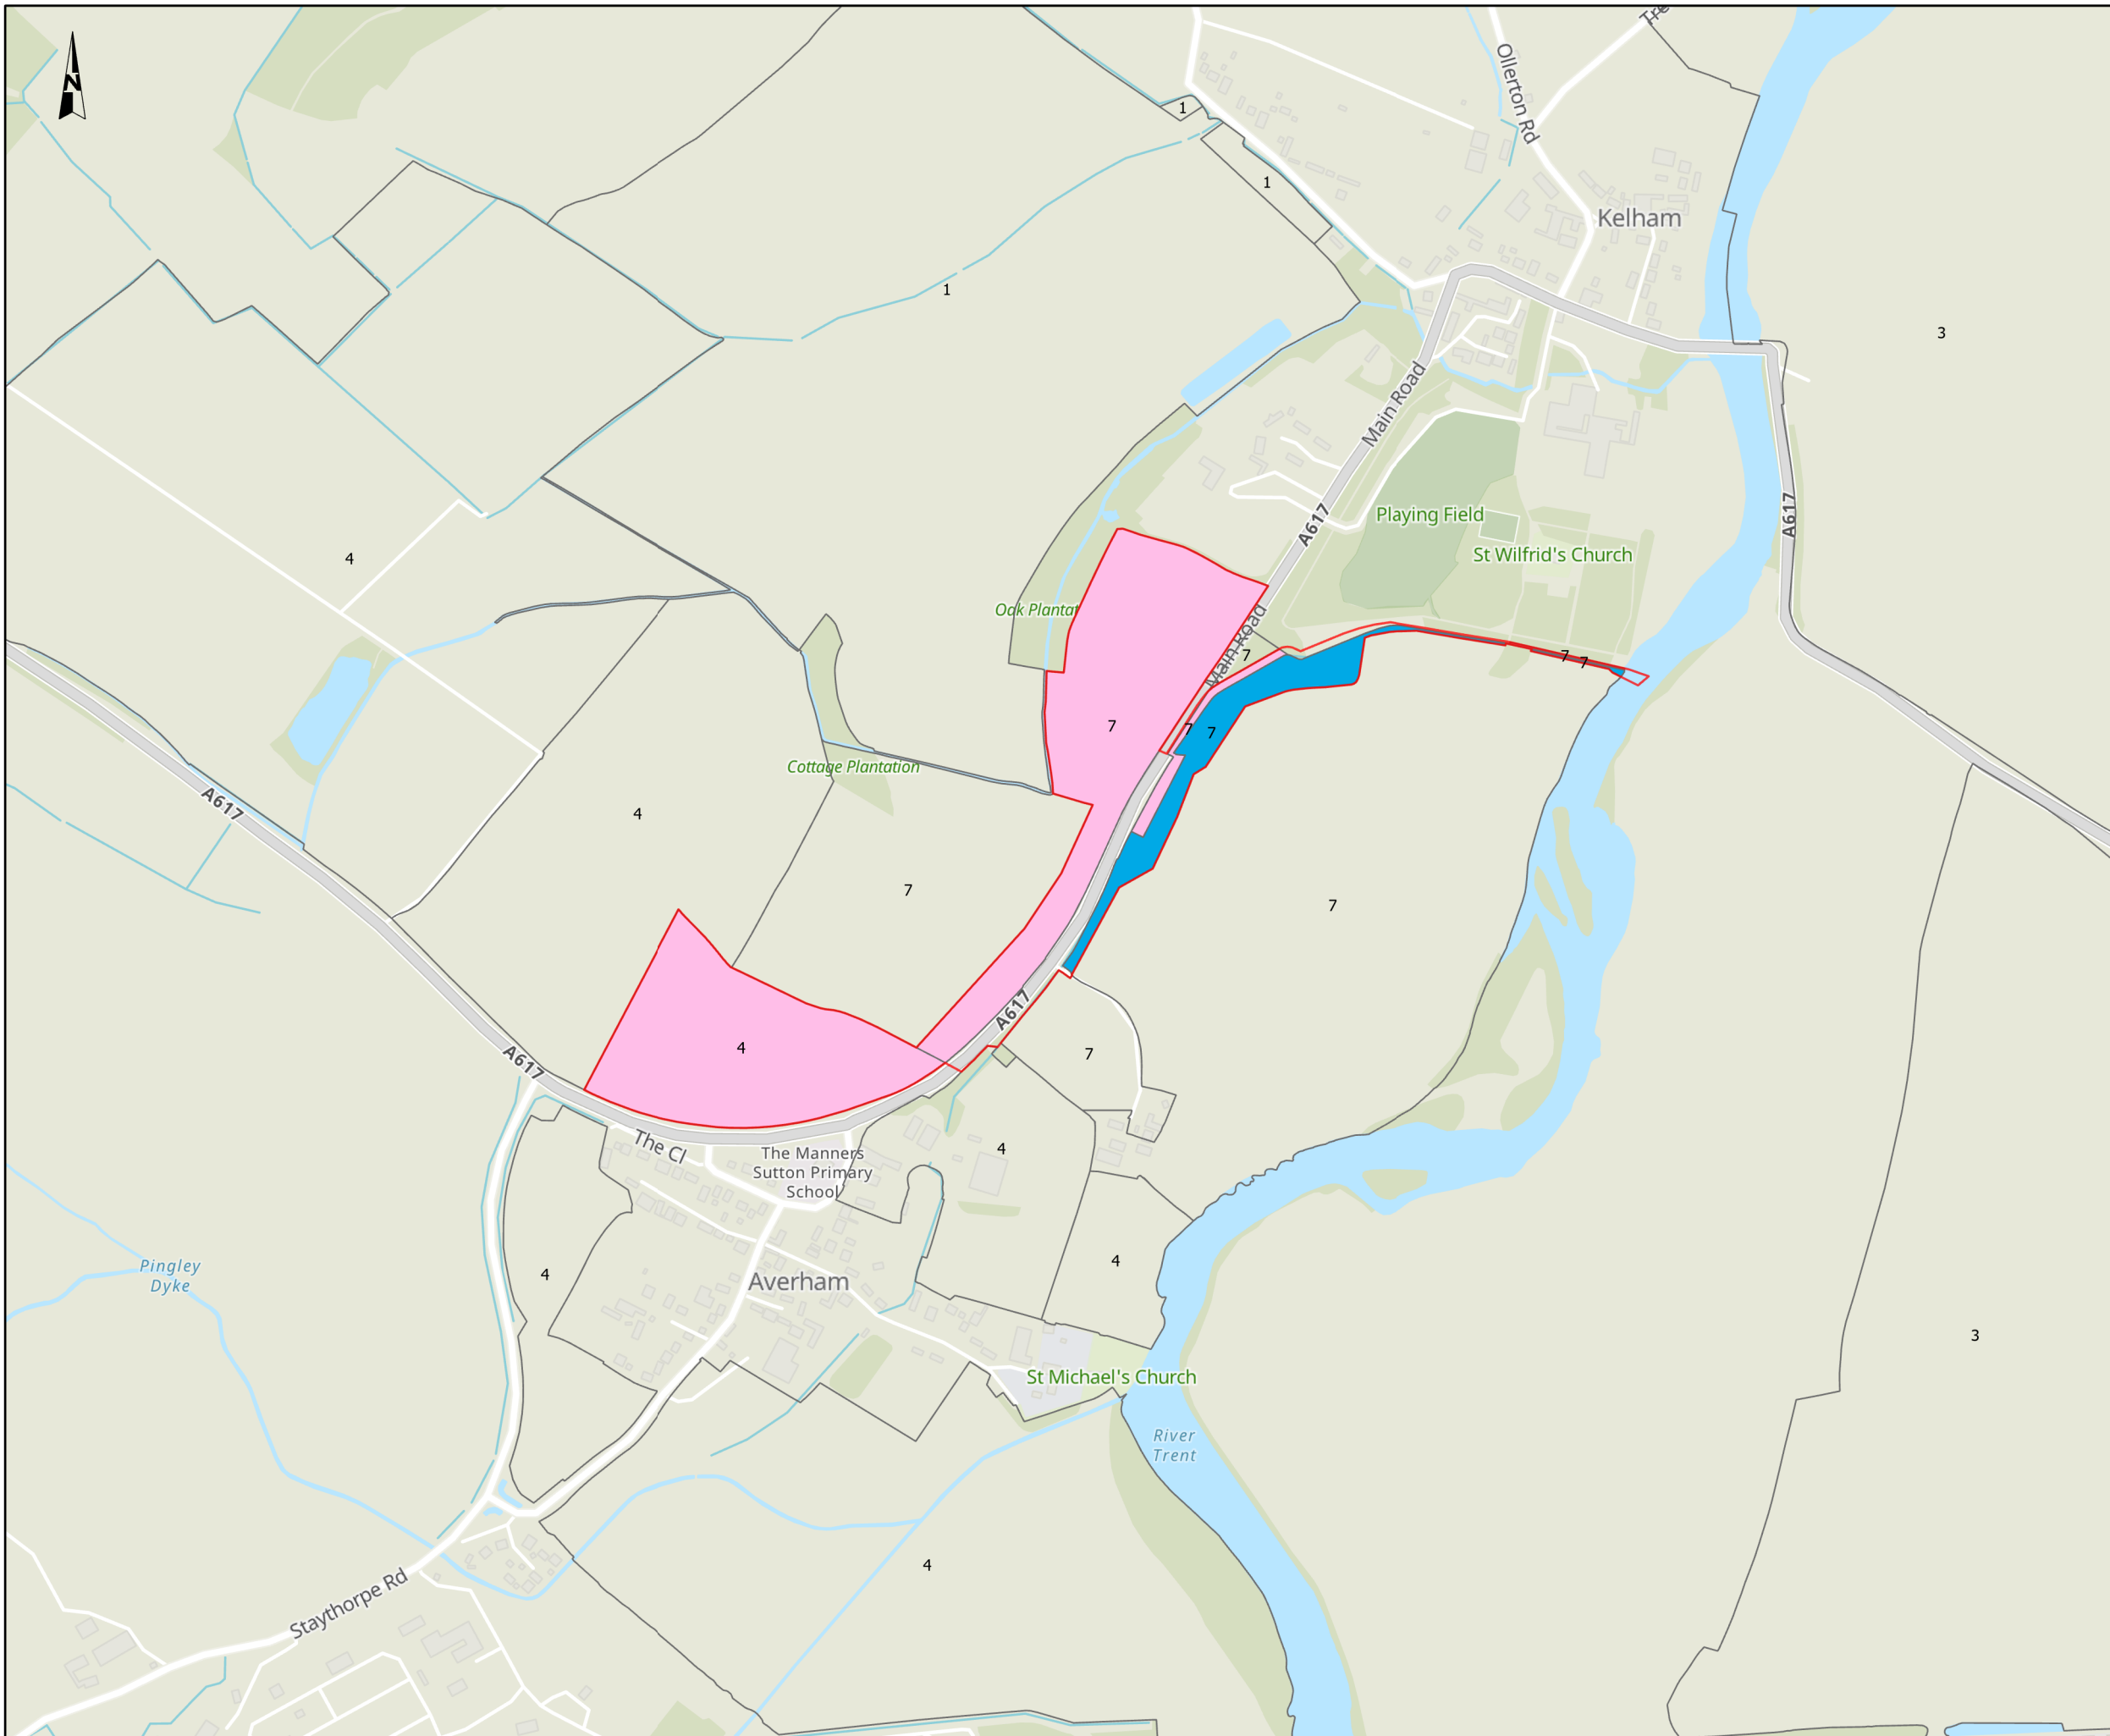 N
Tre
Ollerton Rd
1
1
Kelham
1
3
Main Road
A617
A617
Playing Field
St Wilfrid's Church
4
Oak Plantat
Main Road
7
7
7
7
7
7
Cottage Plantation
A617
4
7
7
A617
4
7
A617
The Cl
The Manners
Sutton Primary
School
4
4
4
Pingley
Dyke
Averham
3
St Michael's Church
River
Trent
4
Staythorpe Rd